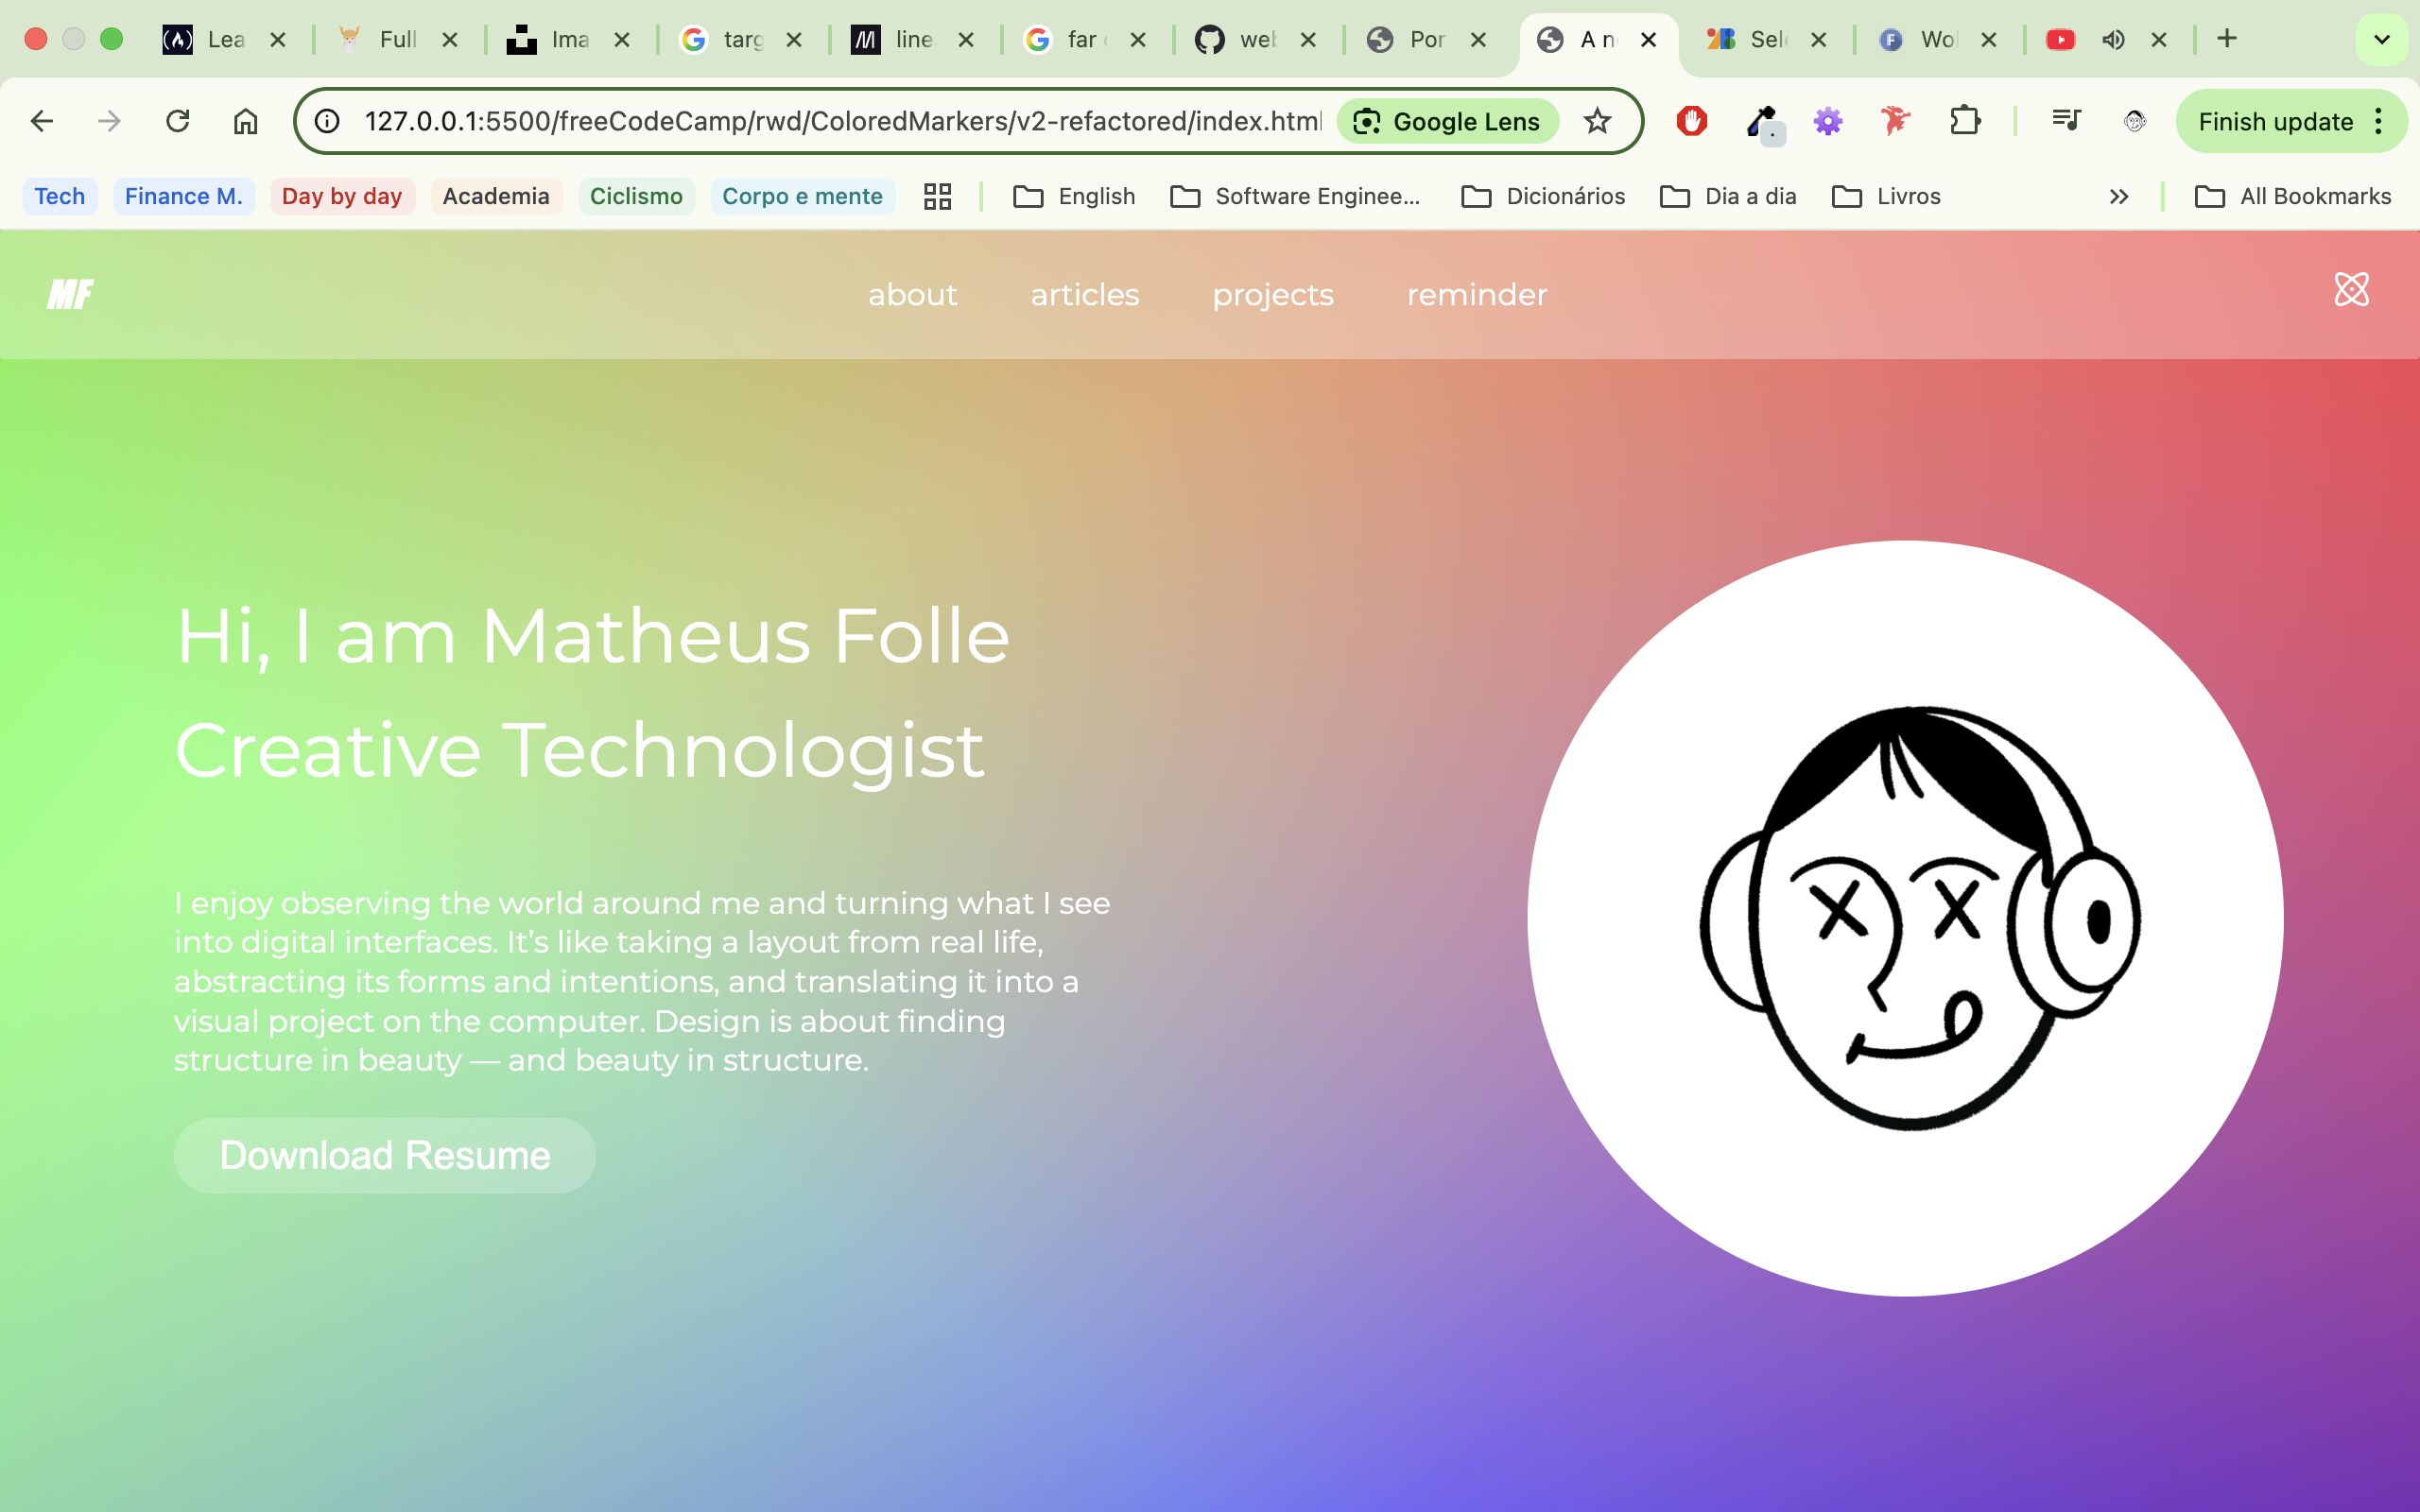 Lea
Full
Ima
targ
line
far
web
Por
A n
Sele
Wo
127.0.0.1:5500/freeCodeCamp/rwd/ColoredMarkers/v2-refactored/index.html
Google Lens
Finish update
Tech
Finance M.
Day by day
Academia
Ciclismo
Corpo e mente
English
Software Enginee...
Dicionários
Dia a dia
Livros
All Bookmarks
MF
about
articles
projects
reminder
Hi, I am Matheus Folle
Creative Technologist
I enjoy observing the world around me and turning what I see
into digital interfaces. It’s like taking a layout from real life,
abstracting its forms and intentions, and translating it into a
visual project on the computer. Design is about finding
structure in beauty — and beauty in structure.
Download Resume